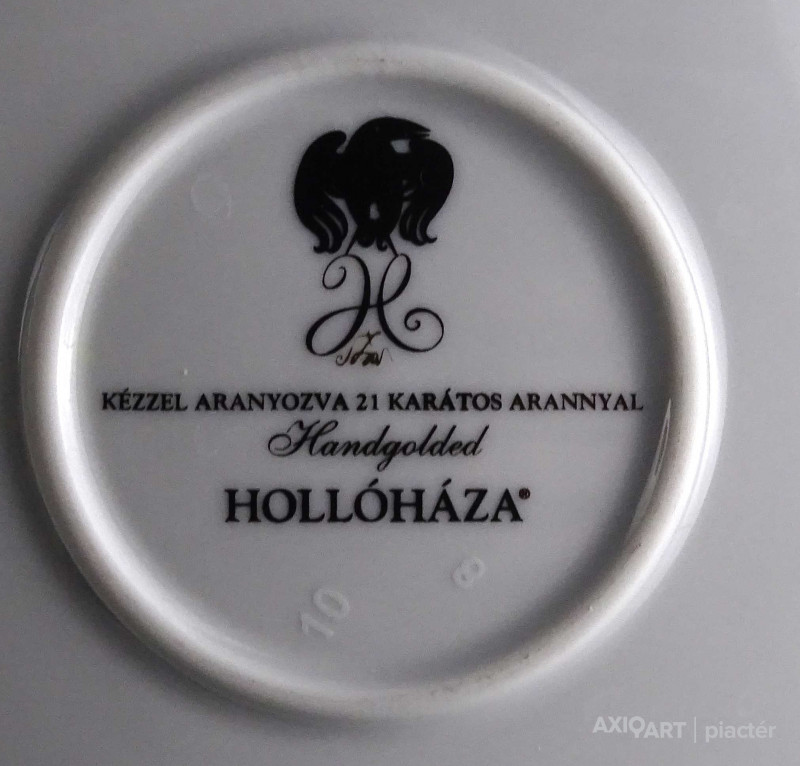 H
KÉZZEL ARANYOZVA 21 KARÁTOS ARANNYAL
Handgolded
HOLLÓHÁZA®
10 8
AXIOART | piactér